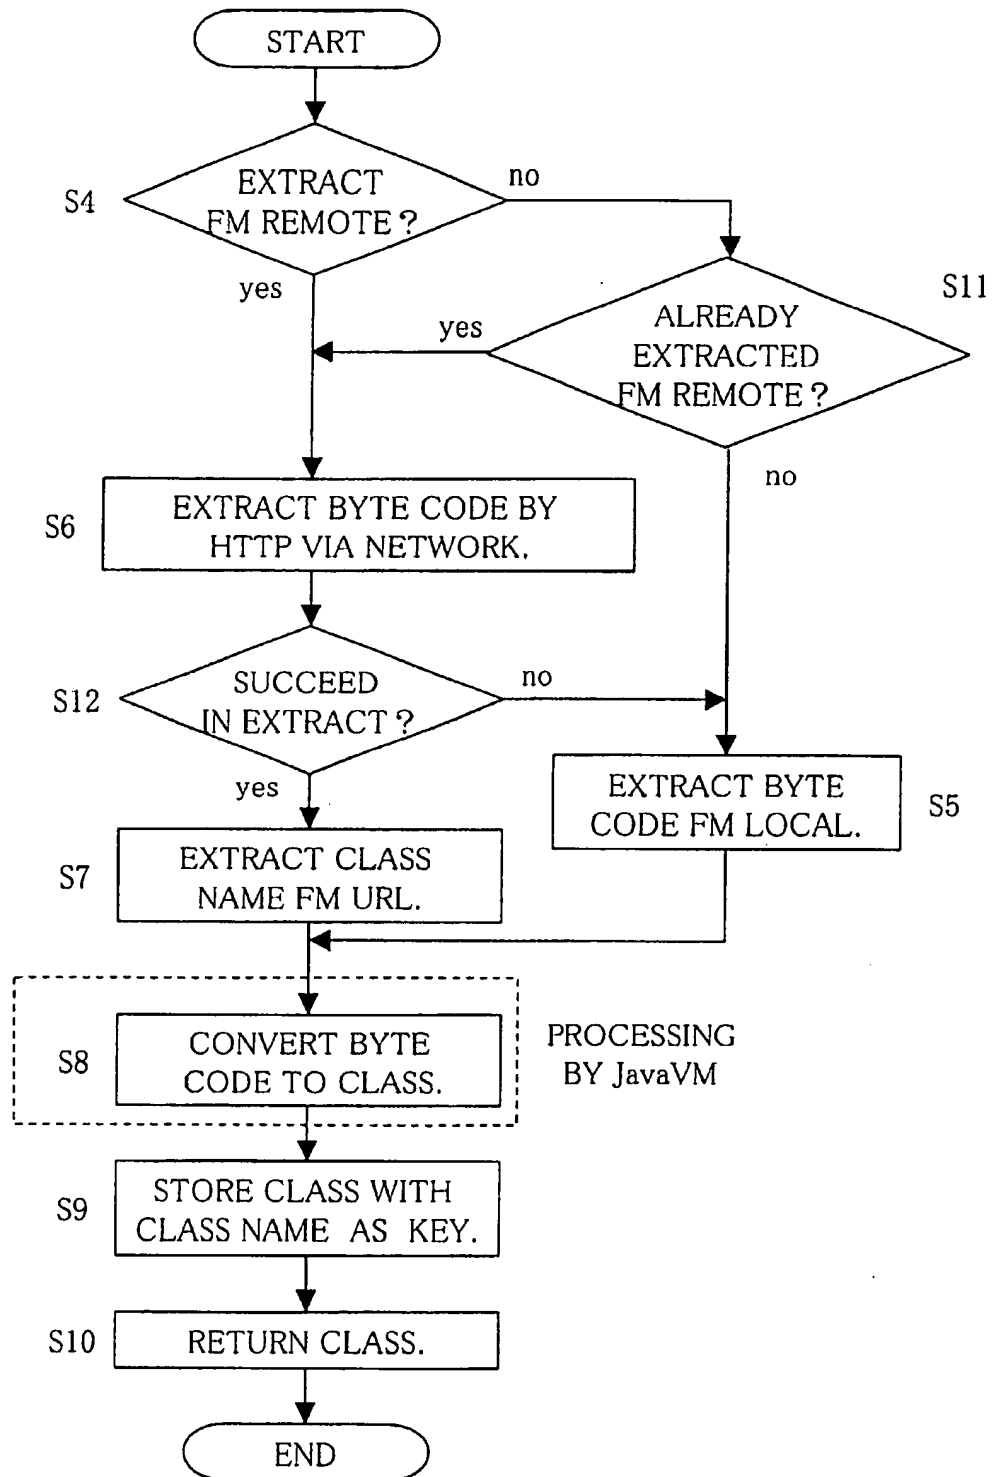 START
S4
EXTRACT
FM REMOTE?
no
yes
S11
ALREADY
EXTRACTED
FM REMOTE?
yes
no
S6
EXTRACT BYTE CODE BY
HTTP VIA NETWORK.
S12
SUCCEED
IN EXTRACT?
no
yes
EXTRACT BYTE
CODE FM LOCAL.
S5
S7
EXTRACT CLASS
NAME FM URL.
S8
CONVERT BYTE
CODE TO CLASS.
PROCESSING
BY JavaVM
S9
STORE CLASS WITH
CLASS NAME AS KEY.
S10
RETURN CLASS.
END